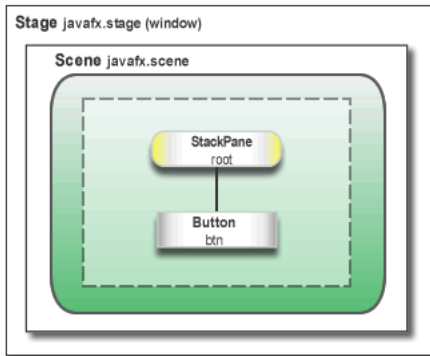 Stage javafx.stage (window)
Scene javafx.scene
StackPane
root
Button
btn